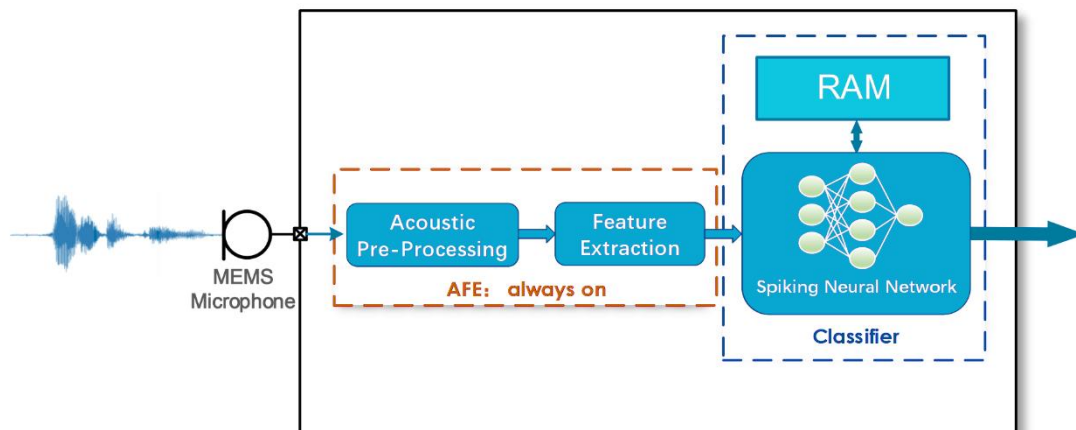 MEMS
Microphone
Acoustic
Pre-Processing
Feature
Extraction
AFE： always on
RAM
Spiking Neural Network
Classifier